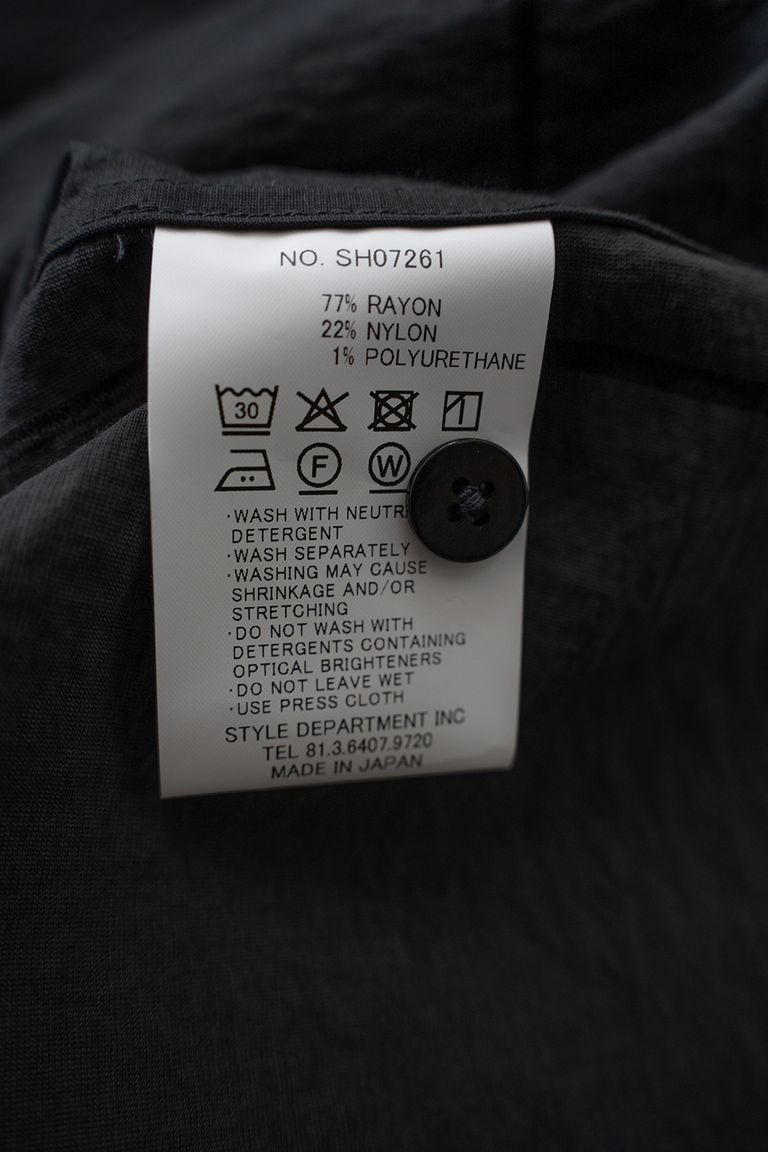 NO. SH07261
77% RAYON
22% NYLON
1% POLYURETHANE
30
F W
·WASH WITH
DETERGENT
·WASH SEPARATELY
·WASHING MAY CAUSE
SHRINKAGE AND/OR
STRETCHING
·DO NOT WASH WITH
DETERGENTS CONTAINING
OPTICAL BRIGHTENERS
·DO NOT LEAVE WET
·USE PRESS CLOTH
STYLE DEPARTMENT INC
TEL 81.3.6407.9720
MADE IN JAPAN